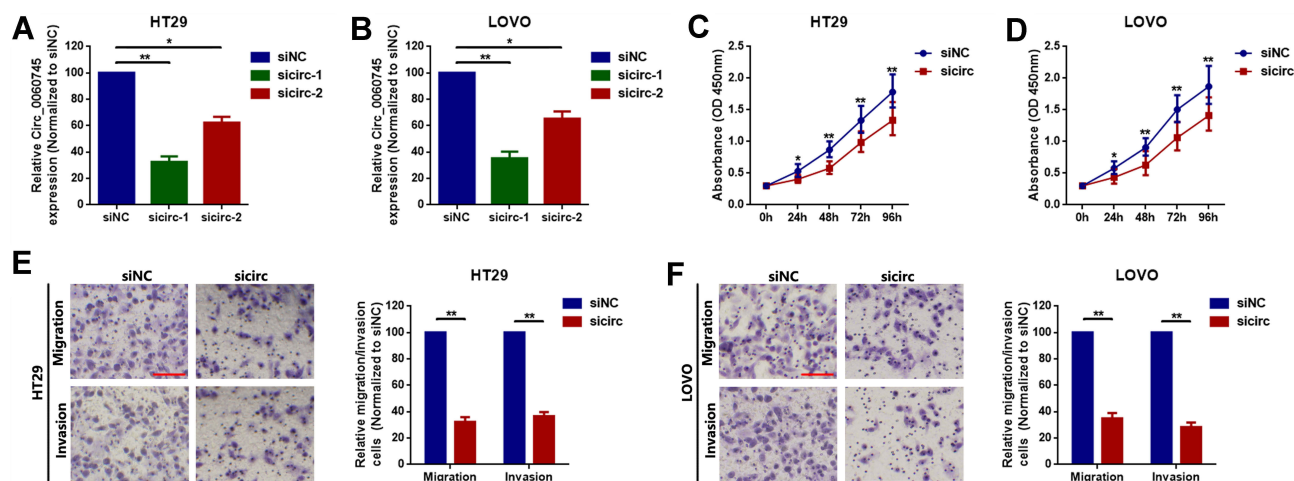 A
HT29
Relative Circ_0060745
expression (Normalized to siNC)
120
100
80
60
40
20
0
*
**
siNC
sicirc-1
sicirc-2
siNC
sicirc-1
sicirc-2
B
LOVO
Relative Circ_0060745
expression (Normalized to siNC)
120
100
80
60
40
20
0
*
**
siNC
sicirc-1
sicirc-2
siNC
sicirc-1
sicirc-2
C
HT29
Absorbance (OD 450nm)
2.5
2.0
1.5
1.0
0.5
0.0
*
**
**
**
0h 24h 48h 72h 96h
siNC
sicirc
D
LOVO
Absorbance (OD 450nm)
2.5
2.0
1.5
1.0
0.5
0.0
*
**
**
**
0h 24h 48h 72h 96h
siNC
sicirc
E
HT29
siNC sicirc
Migration
Invasion
HT29
Relative migration/invasion
cells (Normalized to siNC)
120
100
80
60
40
20
0
**
**
Migration Invasion
siNC
sicirc
F
LOVO
siNC sicirc
Migration
Invasion
LOVO
Relative migration/invasion
cells (Normalized to siNC)
120
100
80
60
40
20
0
**
**
Migration Invasion
siNC
sicirc